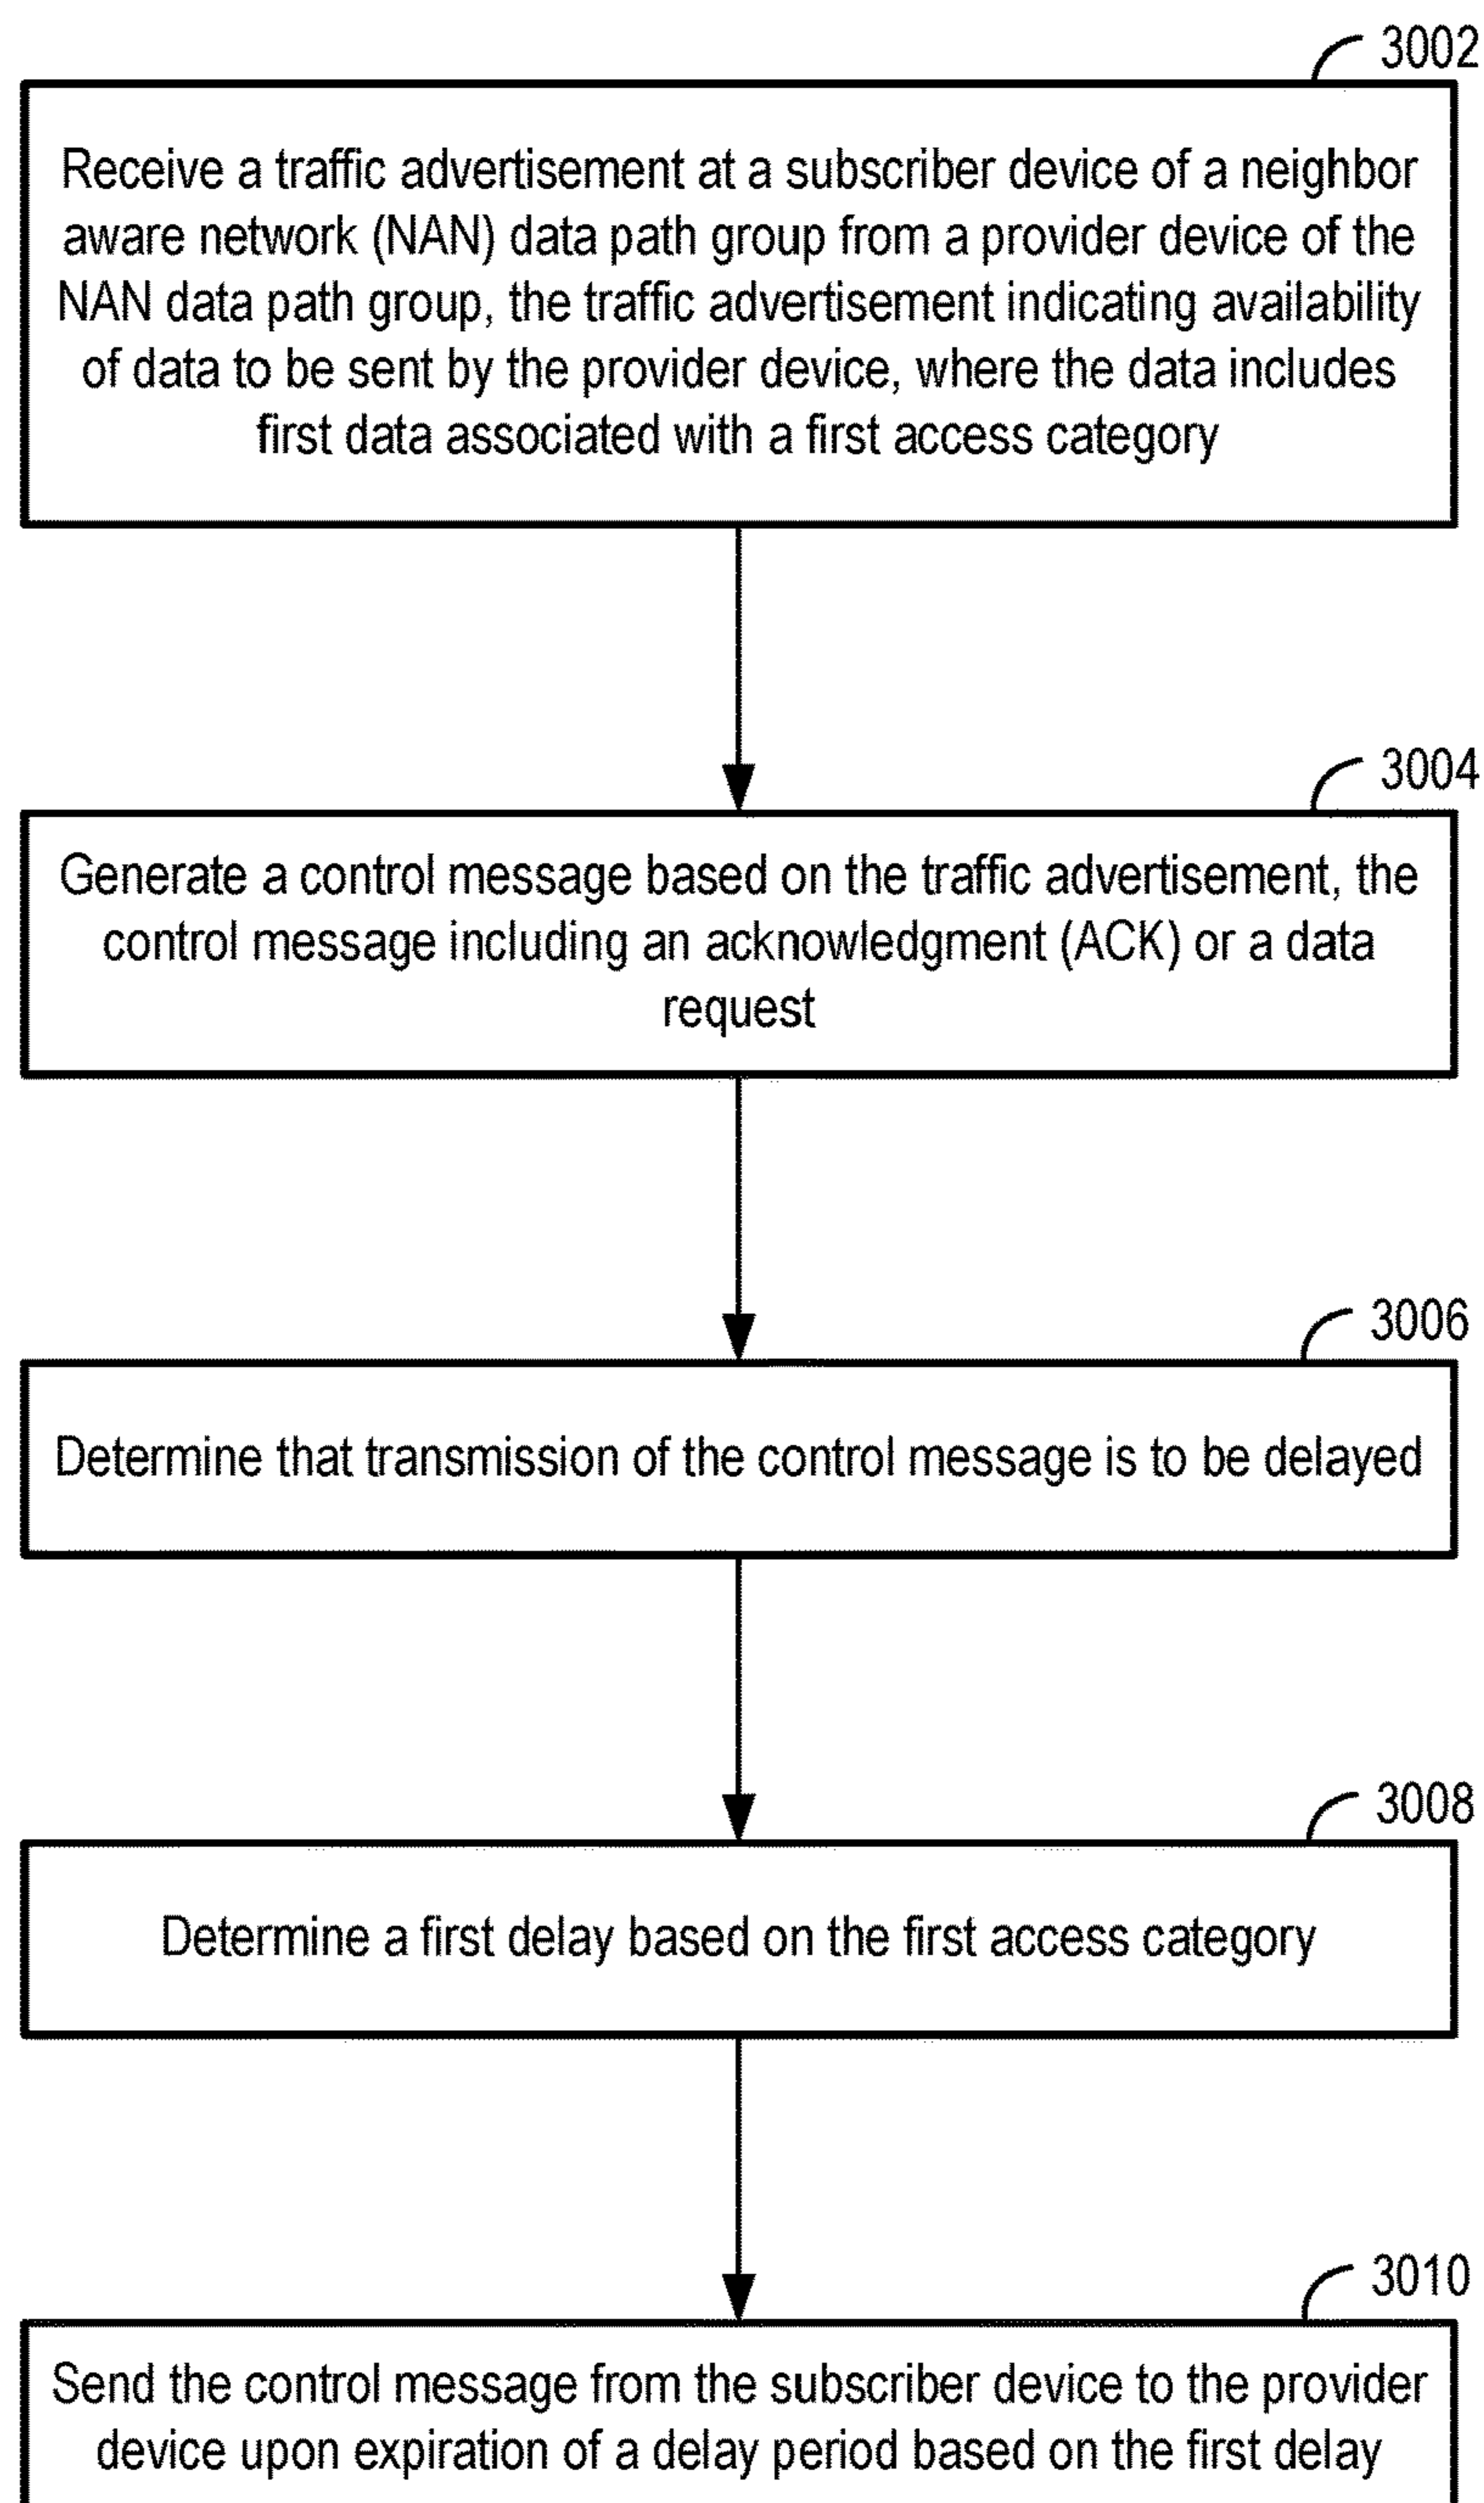 3002
Receive a traffic advertisement at a subscriber device of a neighbor
aware network (NAN) data path group from a provider device of the
NAN data path group, the traffic advertisement indicating availability
of data to be sent by the provider device, where the data includes
first data associated with a first access category
3004
Generate a control message based on the traffic advertisement, the
control message including an acknowledgment (ACK) or a data
request
3006
Determine that transmission of the control message is to be delayed
3008
Determine a first delay based on the first access category
3010
Send the control message from the subscriber device to the provider
device upon expiration of a delay period based on the first delay